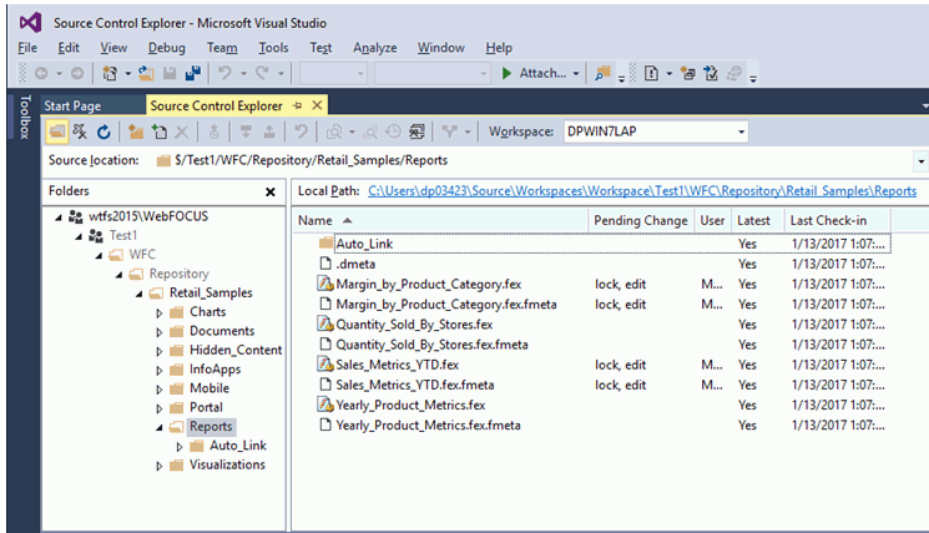 Source Control Explorer - Microsoft Visual Studio
File Edit View Debug Team Tools Test Analyze Window Help
Attach...
Toolbox
Start Page Source Control Explorer
Workspace: DPWIN7LAP
Source location: $/Test1/WFC/Repository/Retail_Samples/Reports
Folders
Local Path: C:\Users\dp03423\Source\Workspaces\Workspace\Test1\WFC\Repository\Retail_Samples\Reports
wtfs2015\WebFOCUS
Test1
WFC
Repository
Retail_Samples
Charts
Documents
Hidden_Content
InfoApps
Mobile
Portal
Reports
Auto_Link
Visualizations
Name Pending Change User Latest Last Check-in
Auto_Link Yes 1/13/2017 1:07:...
.dmeta Yes 1/13/2017 1:07:...
Margin_by_Product_Category.fex lock, edit M... Yes 1/13/2017 1:07:...
Margin_by_Product_Category.fex.fmeta lock, edit M... Yes 1/13/2017 1:07:...
Quantity_Sold_By_Stores.fex Yes 1/13/2017 1:07:...
Quantity_Sold_By_Stores.fex.fmeta Yes 1/13/2017 1:07:...
Sales_Metrics_YTD.fex lock, edit M... Yes 1/13/2017 1:07:...
Sales_Metrics_YTD.fex.fmeta lock, edit M... Yes 1/13/2017 1:07:...
Yearly_Product_Metrics.fex Yes 1/13/2017 1:07:...
Yearly_Product_Metrics.fex.fmeta Yes 1/13/2017 1:07:...